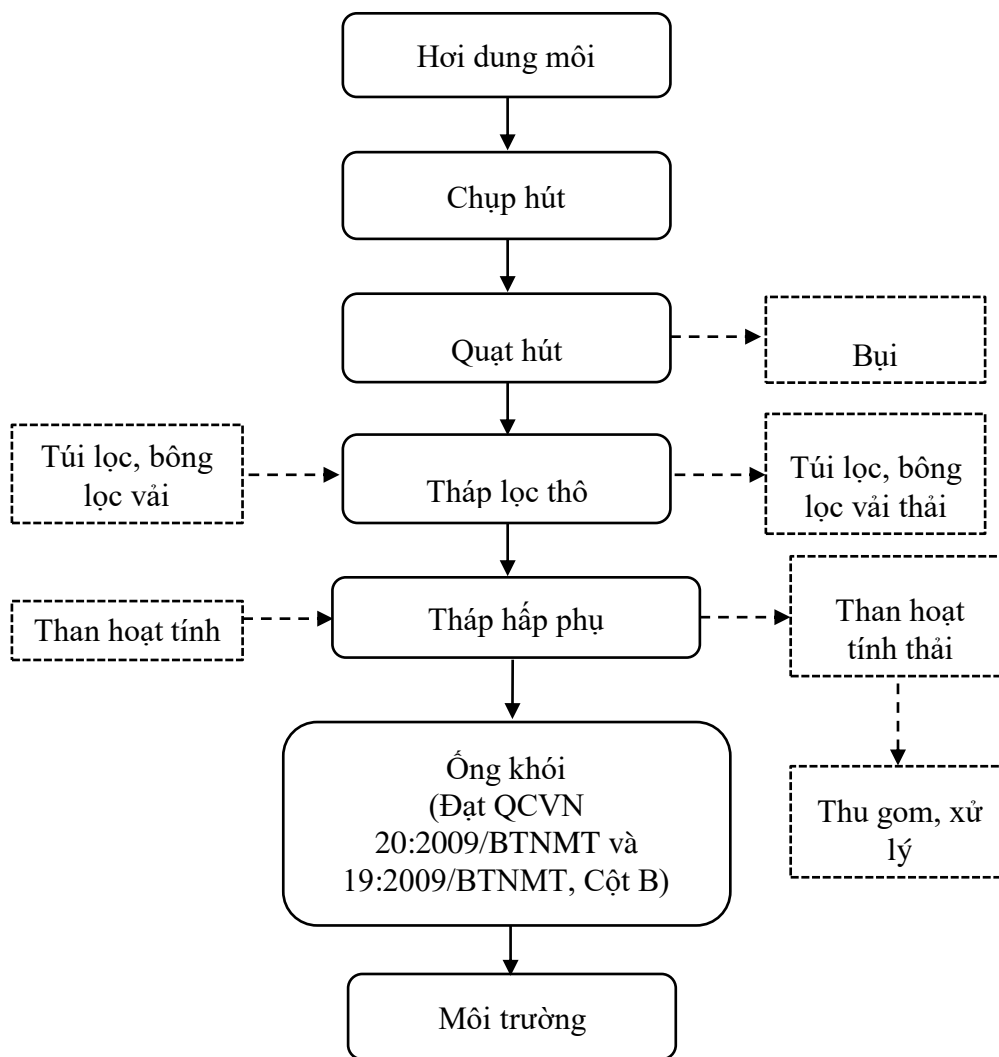 Hơi dung môi
Chụp hút
Quạt hút
Bụi
Túi lọc, bông
lọc vải
Tháp lọc thô
Túi lọc, bông
lọc vải thải
Than hoạt tính
Tháp hấp phụ
Than hoạt
tính thải
Ống khói
(Đạt QCVN
20:2009/BTNMT và
19:2009/BTNMT, Cột B)
Thu gom, xử
lý
Môi trường